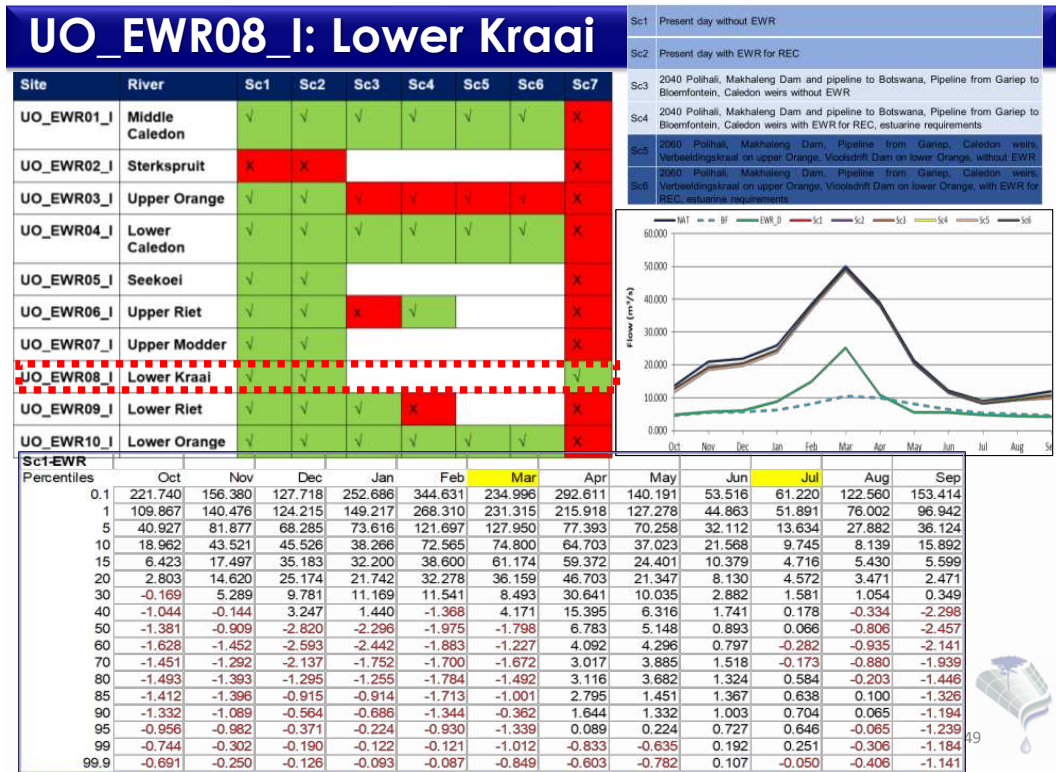 UO_EWR08_I: Lower Kraai
Sc1 Present day without EWR
Sc2 Present day with EWR for REC
Sc3 2040 Polihali, Makhaleng Dam and pipeline to Botswana, Pipeline from Gariep to
Bloemfontein, Caledon weirs without EWR
Sc4 2040 Polihali, Makhaleng Dam and pipeline to Botswana, Pipeline from Gariep to
Bloemfontein, Caledon weirs with EWR for REC, estuarine requirements
Sc5 2060 Polihali, Makhaleng Dam, Pipeline from Gariep, Caledon weirs,
Verbeeldingskraal on upper Orange, Vioolsdrift Dam on lower Orange, without EWR
Sc6 2060 Polihali, Makhaleng Dam, Pipeline from Gariep, Caledon weirs,
Verbeeldingskraal on upper Orange, Vioolsdrift Dam on lower Orange, with EWR for
REC, estuarine requirements
Site River Sc1 Sc2 Sc3 Sc4 Sc5 Sc6 Sc7
UO_EWR01_I Middle Caledon √ √ √ √ √ √ X
UO_EWR02_I Sterkspruit X X X
UO_EWR03_I Upper Orange √ √ √ √ √ √ X
UO_EWR04_I Lower Caledon √ √ √ √ √ √ X
UO_EWR05_I Seekoei √ √ X
UO_EWR06_I Upper Riet √ √ X √ X
UO_EWR07_I Upper Modder √ √ X
UO_EWR08_I Lower Kraai √ √ √
UO_EWR09_I Lower Riet √ √ √ X X
UO_EWR10_I Lower Orange √ √ √ √ √ √ X
NAT BF EWR_D Sc1 Sc2 Sc3 Sc4 Sc5 Sc6
Flow (m³/s)
60.000
50.000
40.000
30.000
20.000
10.000
0.000
Oct Nov Dec Jan Feb Mar Apr May Jun Jul Aug Se
Sc1-EWR
Percentiles Oct Nov Dec Jan Feb Mar Apr May Jun Jul Aug Sep
0.1 221.740 156.380 127.718 252.686 344.631 234.996 292.611 140.191 53.516 61.220 122.560 153.414
1 109.867 140.476 124.215 149.217 268.310 231.315 215.918 127.278 44.863 51.891 76.002 96.942
5 40.927 81.877 68.285 73.616 121.697 127.950 77.393 70.258 32.112 13.634 27.882 36.124
10 18.962 43.521 45.526 38.266 72.565 74.800 64.703 37.023 21.568 9.745 8.139 15.892
15 6.423 17.497 35.183 32.200 38.600 61.174 59.372 24.401 10.379 4.716 5.430 5.599
20 2.803 14.620 25.174 21.742 32.278 36.159 46.703 21.347 8.130 4.572 3.471 2.471
30 -0.169 5.289 9.781 11.169 11.541 8.493 30.641 10.035 2.882 1.581 1.054 0.349
40 -1.044 -0.144 3.247 1.440 -1.368 4.171 15.395 6.316 1.741 0.178 -0.334 -2.298
50 -1.381 -0.909 -2.820 -2.296 -1.975 -1.798 6.783 5.148 0.893 0.066 -0.806 -2.457
60 -1.628 -1.452 -2.593 -2.442 -1.883 -1.227 4.092 4.296 0.797 -0.282 -0.935 -2.141
70 -1.451 -1.292 -2.137 -1.752 -1.700 -1.672 3.017 3.885 1.518 -0.173 -0.880 -1.939
80 -1.493 -1.393 -1.295 -1.255 -1.784 -1.492 3.116 3.682 1.324 0.584 -0.203 -1.446
85 -1.412 -1.396 -0.915 -0.914 -1.713 -1.001 2.795 1.451 1.367 0.638 0.100 -1.326
90 -1.332 -1.089 -0.564 -0.686 -1.344 -0.362 1.644 1.332 1.003 0.704 0.065 -1.194
95 -0.956 -0.982 -0.371 -0.224 -0.930 -1.339 0.089 0.224 0.727 0.646 -0.065 -1.239
99 -0.744 -0.302 -0.190 -0.122 -0.121 -1.012 -0.833 -0.635 0.192 0.251 -0.306 -1.184
99.9 -0.691 -0.250 -0.126 -0.093 -0.087 -0.849 -0.603 -0.782 0.107 -0.050 -0.406 -1.141
49